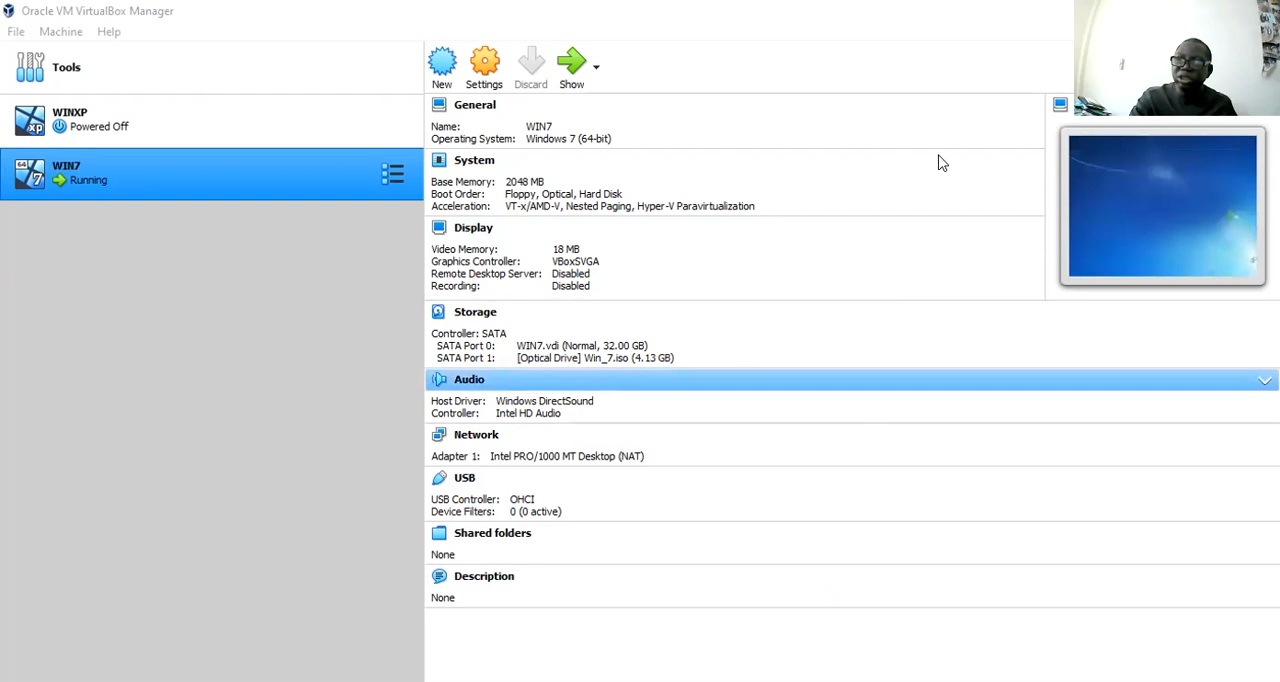 Oracle VM VirtualBox Manager
File Machine Help
Tools
WINXP
Powered Off
WIN7
Running
New Settings Discard Show
General
Name: WIN7
Operating System: Windows 7 (64-bit)
System
Base Memory: 2048 MB
Boot Order: Floppy, Optical, Hard Disk
Acceleration: VT-x/AMD-V, Nested Paging, Hyper-V Paravirtualization
Display
Video Memory: 18 MB
Graphics Controller: VBoxSVGA
Remote Desktop Server: Disabled
Recording: Disabled
Storage
Controller: SATA
SATA Port 0: WIN7.vdi (Normal, 32.00 GB)
SATA Port 1: [Optical Drive] Win_7.iso (4.13 GB)
Audio
Host Driver: Windows DirectSound
Controller: Intel HD Audio
Network
Adapter 1: Intel PRO/1000 MT Desktop (NAT)
USB
USB Controller: OHCI
Device Filters: 0 (0 active)
Shared folders
None
Description
None